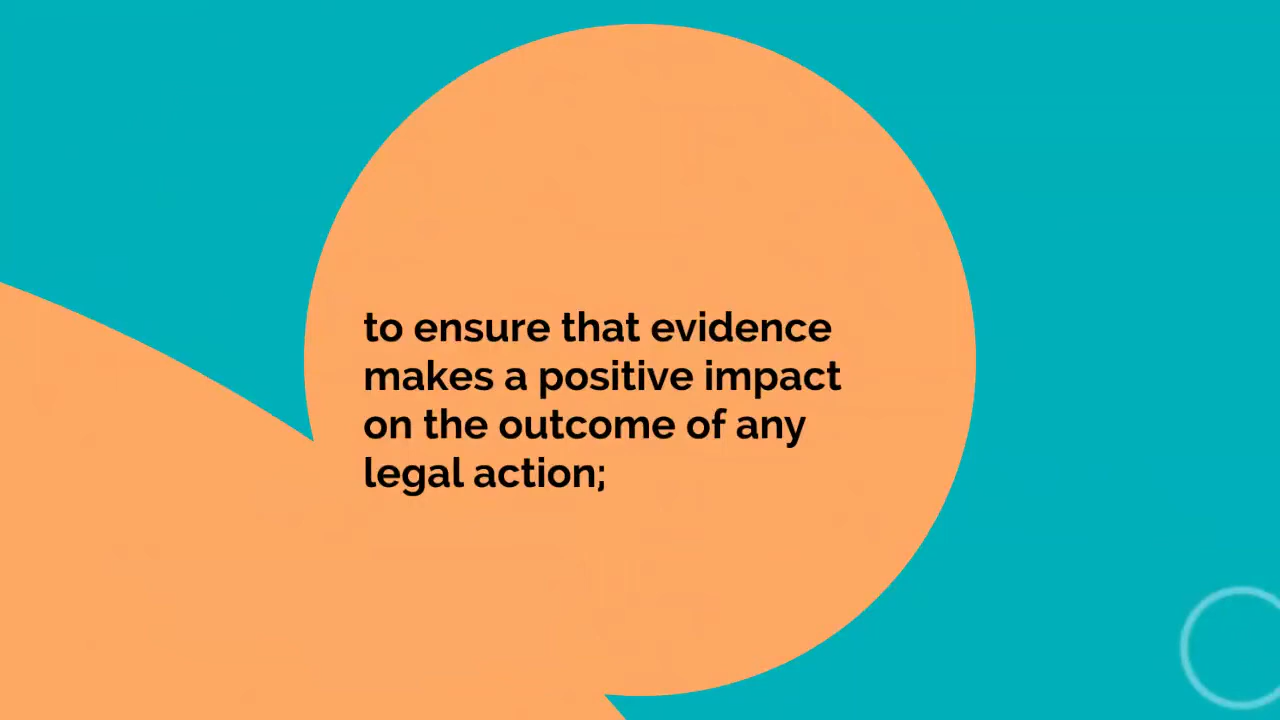 to ensure that evidence
makes a positive impact
on the outcome of any
legal action;